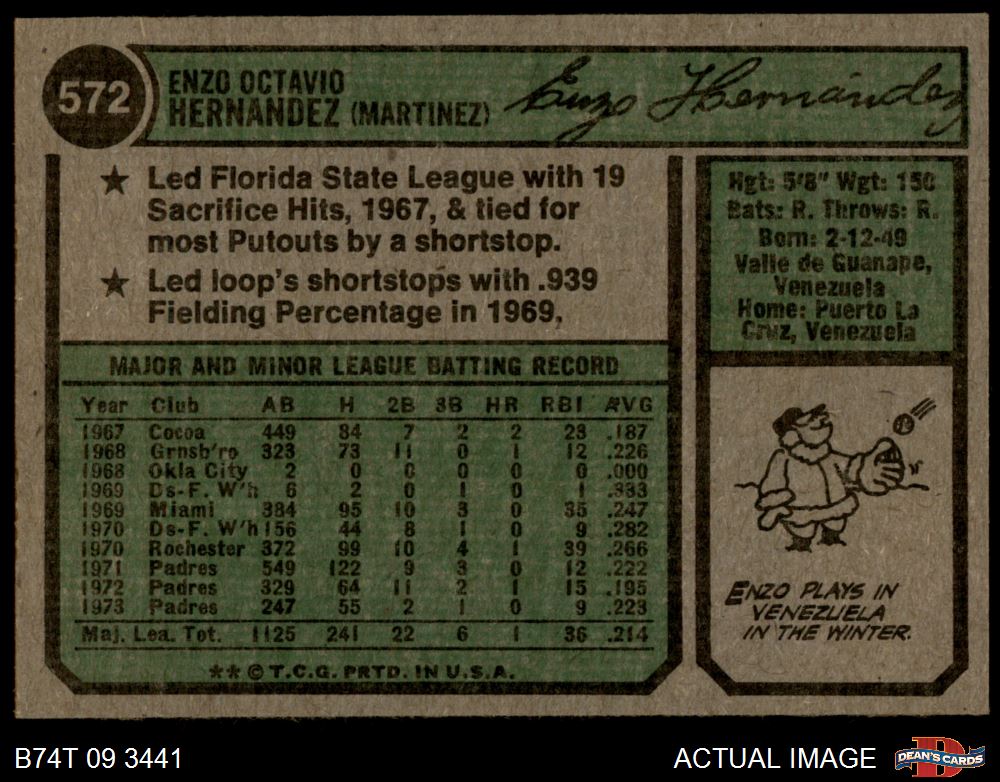 572
ENZO OCTAVIO
HERNANDEZ (MARTINEZ)
Enzo Hernández
★ Led Florida State League with 19
Sacrifice Hits, 1967, & tied for
most Putouts by a shortstop.
★ Led loop's shortstops with .939
Fielding Percentage in 1969.
Hgt: 5'8" Wgt: 150
Bats: R. Throws: R.
Born: 2-12-49
Valle de Guanape,
Venezuela
Home: Puerto La
Cruz, Venezuela
MAJOR AND MINOR LEAGUE BATTING RECORD
Year Club AB H 2B 3B HR RBI AVG
1967 Cocoa 449 84 7 2 2 23 .187
1968 Grnsb'ro 323 73 11 0 1 12 .226
1968 Okla City 2 0 0 0 0 0 .000
1969 Ds-F. W'h 6 2 0 1 0 1 .333
1969 Miami 384 95 10 3 0 35 .247
1970 Ds-F. W'h 156 44 8 1 0 9 .282
1970 Rochester 372 99 10 4 1 39 .266
1971 Padres 549 122 9 3 0 12 .222
1972 Padres 329 64 11 2 1 15 .195
1973 Padres 247 55 2 1 0 9 .223
Maj. Lea. Tot. 1125 241 22 6 1 36 .214
** © T.C.G. PRTD. IN U.S.A.
ENZO PLAYS IN
VENEZUELA
IN THE WINTER.
B74T 09 3441
ACTUAL IMAGE
D
DEAN'S CARDS